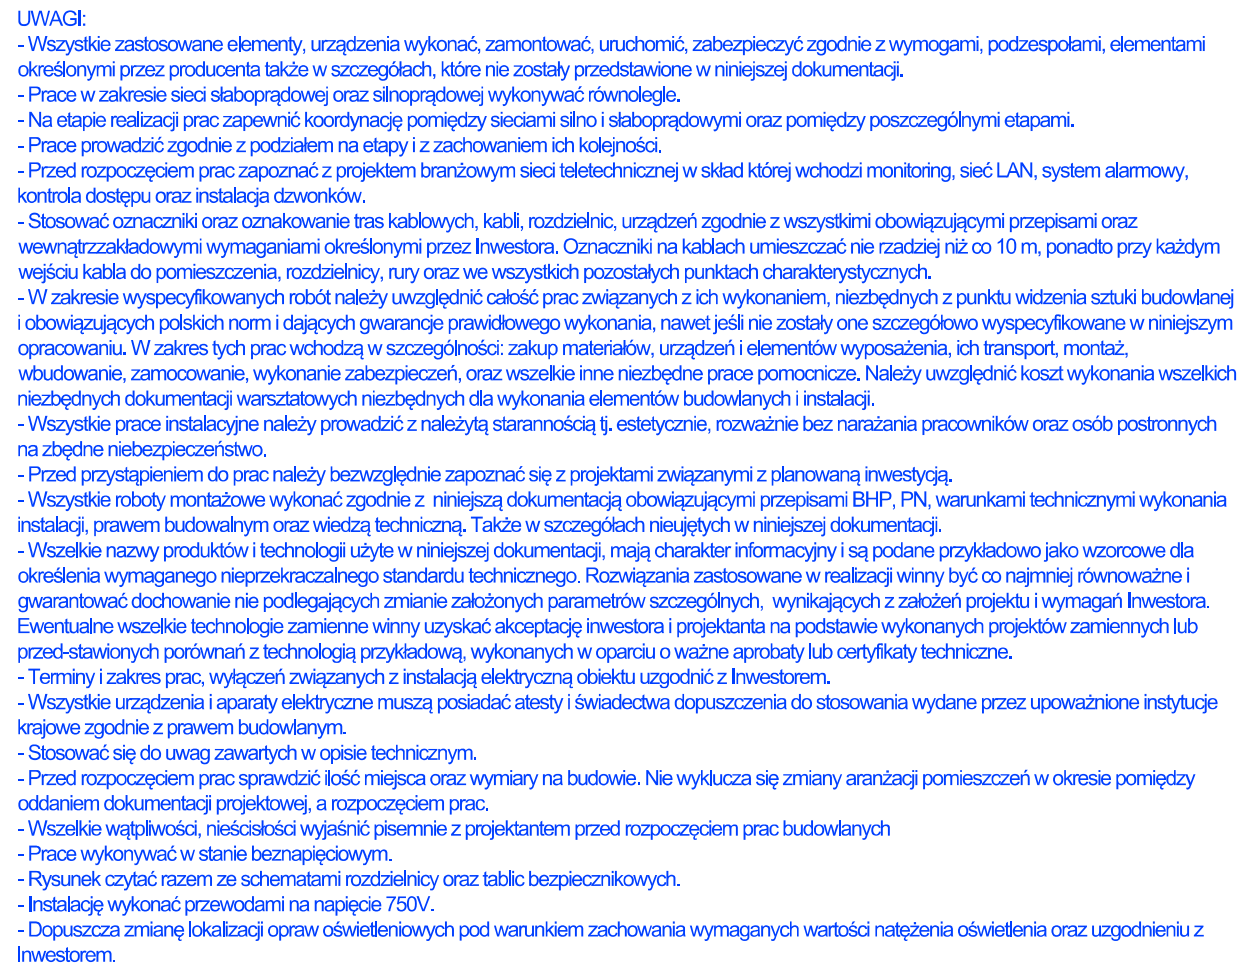 UWAGI:
- Wszystkie zastosowane elementy, urządzenia wykonać, zamontować, uruchomić, zabezpieczyć zgodnie z wymogami, podzespołami, elementami
określonymi przez producenta także w szczegółach, które nie zostały przedstawione w niniejszej dokumentacji.
- Prace w zakresie sieci słaboprądowej oraz silnoprądowej wykonywać równolegle.
- Na etapie realizacji prac zapewnić koordynację pomiędzy sieciami silno i słaboprądowymi oraz pomiędzy poszczególnymi etapami.
- Prace prowadzić zgodnie z podziałem na etapy i z zachowaniem ich kolejności.
- Przed rozpoczęciem prac zapoznać z projektem branżowym sieci teletechnicznej w skład której wchodzi monitoring, sieć LAN, system alarmowy,
kontrola dostępu oraz instalacja dzwonków.
- Stosować oznaczniki oraz oznakowanie tras kablowych, kabli, rozdzielnic, urządzeń zgodnie z wszystkimi obowiązującymi przepisami oraz
wewnątrzzakładowymi wymaganiami określonymi przez Inwestora. Oznaczniki na kablach umieszczać nie rzadziej niż co 10 m, ponadto przy każdym
wejściu kabla do pomieszczenia, rozdzielnicy, rury oraz we wszystkich pozostałych punktach charakterystycznych.
- W zakresie wyspecyfikowanych robót należy uwzględnić całość prac związanych z ich wykonaniem, niezbędnych z punktu widzenia sztuki budowlanej
i obowiązujących polskich norm i dających gwarancje prawidłowego wykonania, nawet jeśli nie zostały one szczegółowo wyspecyfikowane w niniejszym
opracowaniu. W zakres tych prac wchodzą w szczególności: zakup materiałów, urządzeń i elementów wyposażenia, ich transport, montaż,
wbudowanie, zamocowanie, wykonanie zabezpieczeń, oraz wszelkie inne niezbędne prace pomocnicze. Należy uwzględnić koszt wykonania wszelkich
niezbędnych dokumentacji warsztatowych niezbędnych dla wykonania elementów budowlanych i instalacji.
- Wszystkie prace instalacyjne należy prowadzić z należytą starannością tj. estetycznie, rozważnie bez narażania pracowników oraz osób postronnych
na zbędne niebezpieczeństwo.
- Przed przystąpieniem do prac należy bezwzględnie zapoznać się z projektami związanymi z planowaną inwestycją.
- Wszystkie roboty montażowe wykonać zgodnie z  niniejszą dokumentacją obowiązującymi przepisami BHP, PN, warunkami technicznymi wykonania
instalacji, prawem budowalnym oraz wiedzą techniczną. Także w szczegółach nieujętych w niniejszej dokumentacji.
- Wszelkie nazwy produktów i technologii użyte w niniejszej dokumentacji, mają charakter informacyjny i są podane przykładowo jako wzorcowe dla
określenia wymaganego nieprzekraczalnego standardu technicznego. Rozwiązania zastosowane w realizacji winny być co najmniej równoważne i
gwarantować dochowanie nie podlegających zmianie założonych parametrów szczególnych,  wynikających z założeń projektu i wymagań Inwestora.
Ewentualne wszelkie technologie zamienne winny uzyskać akceptację inwestora i projektanta na podstawie wykonanych projektów zamiennych lub
przed-stawionych porównań z technologią przykładową, wykonanych w oparciu o ważne aprobaty lub certyfikaty techniczne.
- Terminy i zakres prac, wyłączeń związanych z instalacją elektryczną obiektu uzgodnić z Inwestorem.
- Wszystkie urządzenia i aparaty elektryczne muszą posiadać atesty i świadectwa dopuszczenia do stosowania wydane przez upoważnione instytucje
krajowe zgodnie z prawem budowlanym.
- Stosować się do uwag zawartych w opisie technicznym.
- Przed rozpoczęciem prac sprawdzić ilość miejsca oraz wymiary na budowie. Nie wyklucza się zmiany aranżacji pomieszczeń w okresie pomiędzy
oddaniem dokumentacji projektowej, a rozpoczęciem prac.
- Wszelkie wątpliwości, nieścisłości wyjaśnić pisemnie z projektantem przed rozpoczęciem prac budowlanych
- Prace wykonywać w stanie beznapięciowym.
- Rysunek czytać razem ze schematami rozdzielnicy oraz tablic bezpiecznikowych.
- Instalację wykonać przewodami na napięcie 750V.
- Dopuszcza zmianę lokalizacji opraw oświetleniowych pod warunkiem zachowania wymaganych wartości natężenia oświetlenia oraz uzgodnieniu z
Inwestorem.